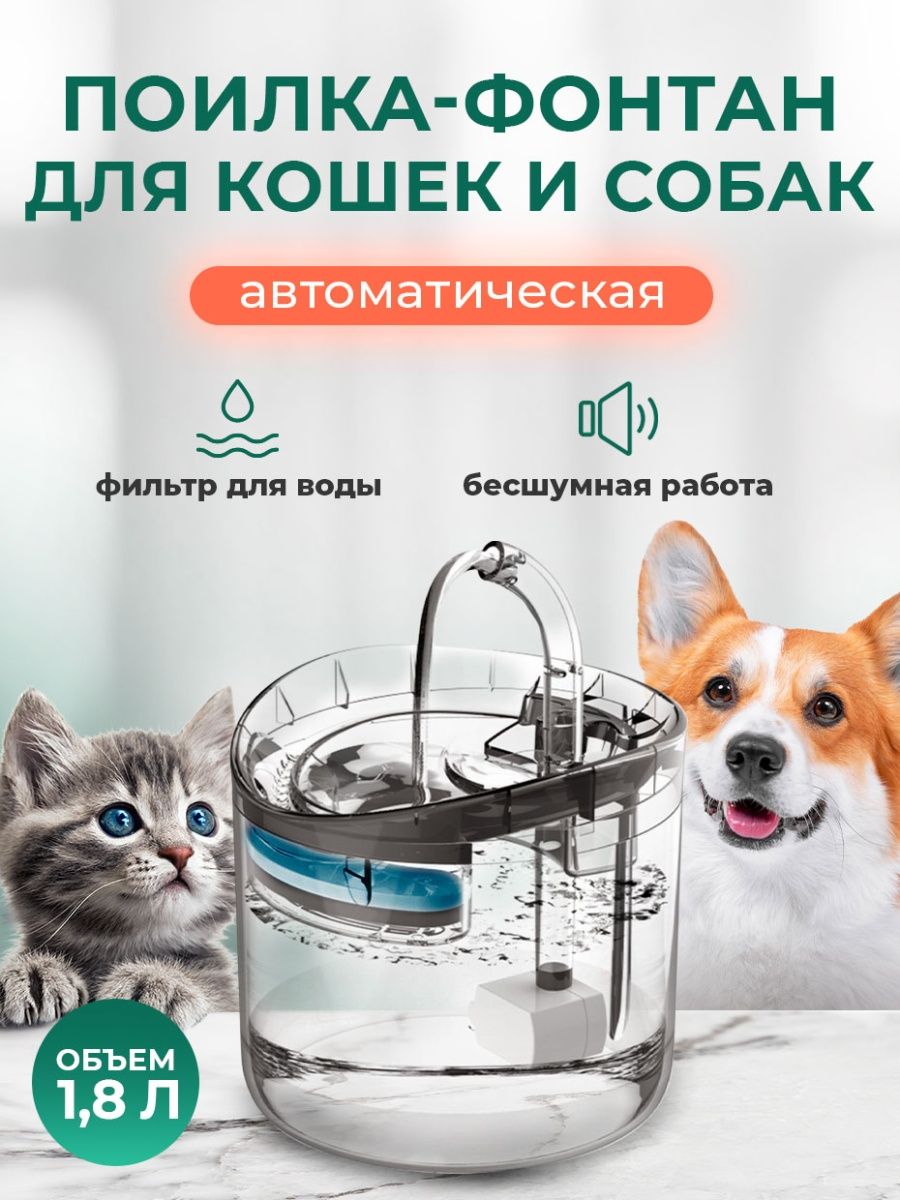 ПОИЛКА-ФОНТАН
ДЛЯ КОШЕК И СОБАК
автоматическая
фильтр для воды
бесшумная работа
ОБЪЕМ
1,8 Л